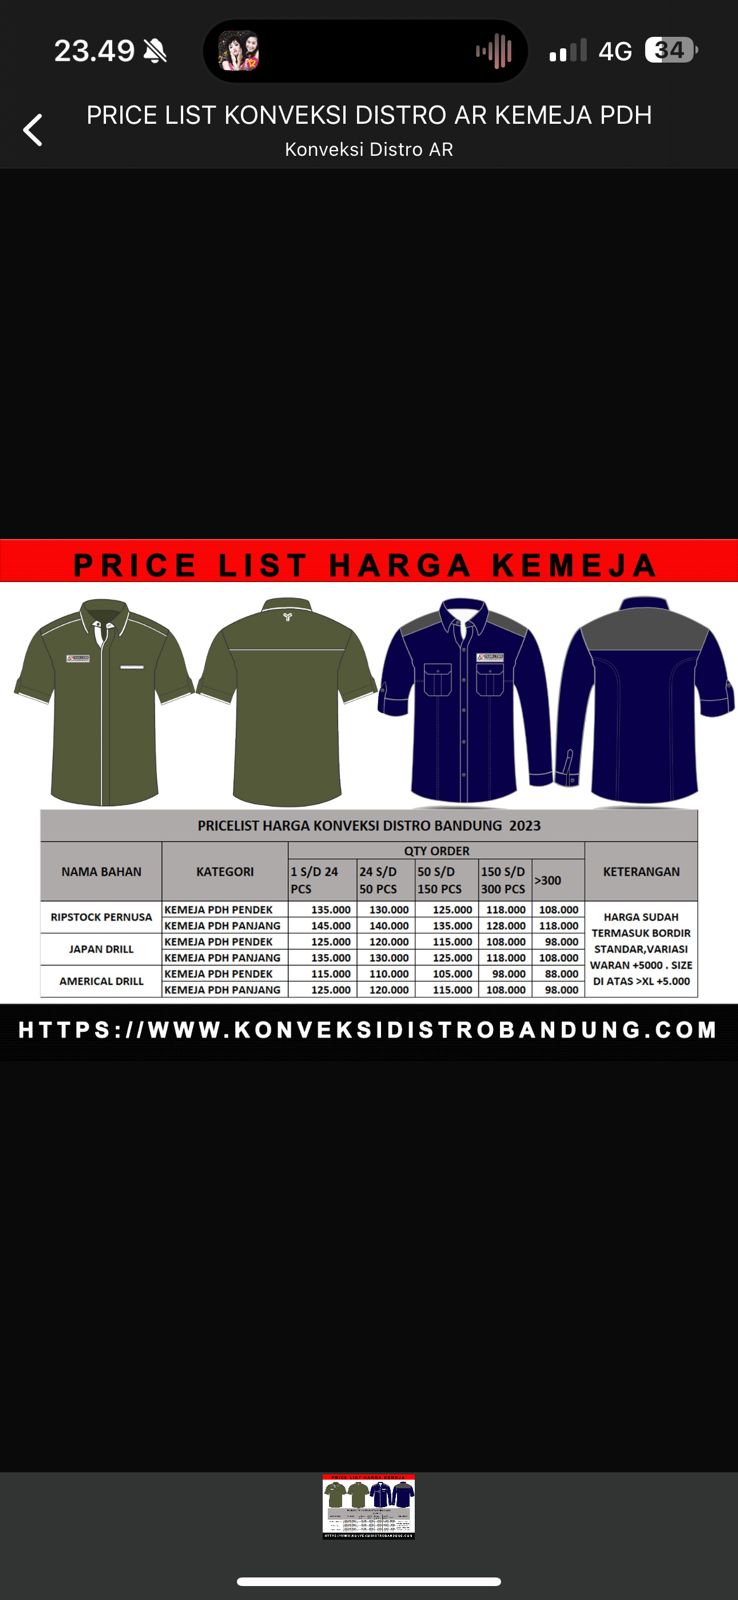 23.49
4G
34
PRICE LIST KONVEKSI DISTRO AR KEMEJA PDH
Konveksi Distro AR
PRICE LIST HARGA KEMEJA
PRICELIST HARGA KONVEKSI DISTRO BANDUNG 2023
NAMA BAHAN KATEGORI QTY ORDER KETERANGAN
1 S/D 24 PCS 24 S/D 50 PCS 50 S/D 150 PCS 150 S/D 300 PCS >300
RIPSTOCK PERNUSA KEMEJA PDH PENDEK 135.000 130.000 125.000 118.000 108.000
KEMEJA PDH PANJANG 145.000 140.000 135.000 128.000 118.000
JAPAN DRILL KEMEJA PDH PENDEK 125.000 120.000 115.000 108.000 98.000
KEMEJA PDH PANJANG 135.000 130.000 125.000 118.000 108.000
AMERICAL DRILL KEMEJA PDH PENDEK 115.000 110.000 105.000 98.000 88.000
KEMEJA PDH PANJANG 125.000 120.000 115.000 108.000 98.000
HARGA SUDAH
TERMASUK BORDIR
STANDAR,VARIASI
WARAN +5000 . SIZE
DI ATAS >XL +5.000
HTTPS://WWW.KONVEKSIDISTROBANDUNG.COM